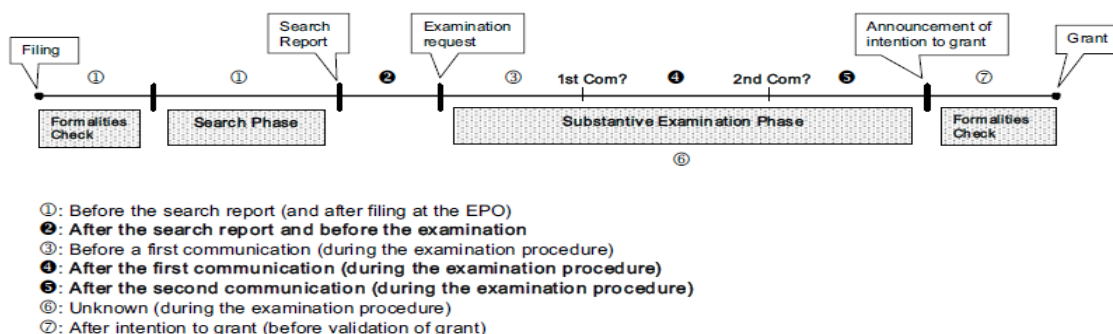 Search
Report
Examination
request
Announcement of
intention to grant
Filing
Grant
① ① ❷ ③ 1st Com? ❹ 2nd Com? ❺ ⑦
Formalities
Check
Search Phase
Substantive Examination Phase
Formalities
Check
⑥
①: Before the search report (and after filing at the EPO)
❷: After the search report and before the examination
③: Before a first communication (during the examination procedure)
❹: After the first communication (during the examination procedure)
❺: After the second communication (during the examination procedure)
⑥: Unknown (during the examination procedure)
⑦: After intention to grant (before validation of grant)